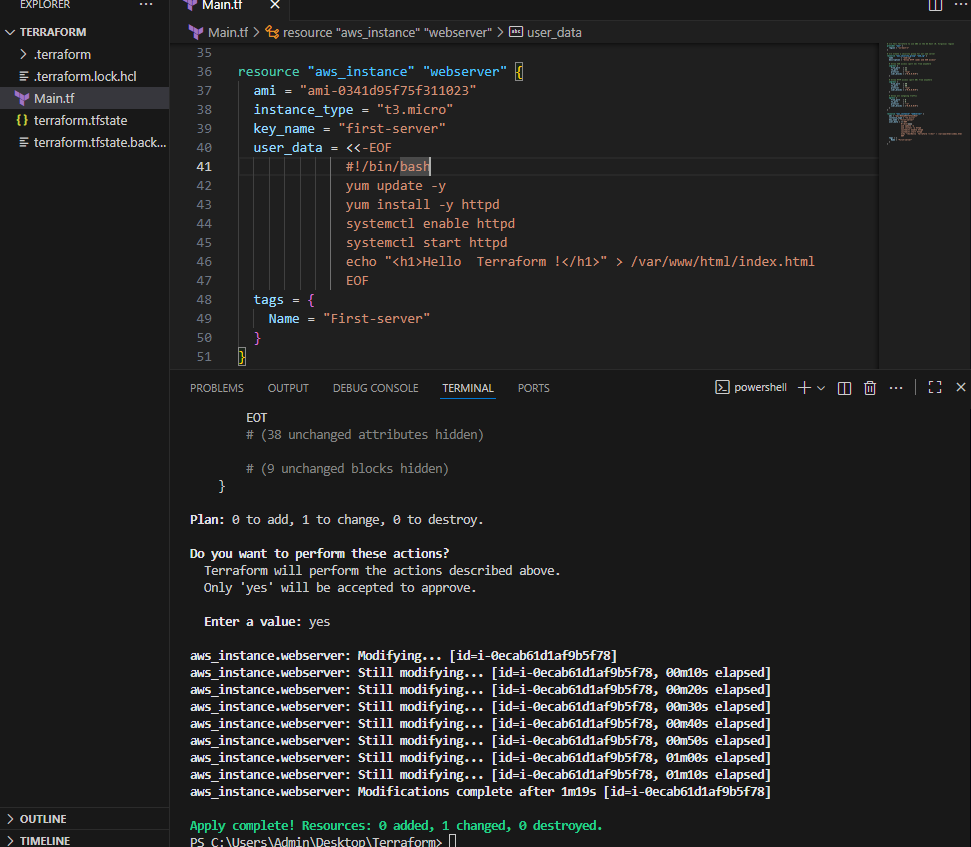 EXPLORER
Main.tf
TERRAFORM
Main.tf > resource "aws_instance" "webserver" > user_data
.terraform
.terraform.lock.hcl
Main.tf
terraform.tfstate
terraform.tfstate.back...
35
36 resource "aws_instance" "webserver" {
37 ami = "ami-0341d95f75f311023"
38 instance_type = "t3.micro"
39 key_name = "first-server"
40 user_data = <<-EOF
41 #!/bin/bash
42 yum update -y
43 yum install -y httpd
44 systemctl enable httpd
45 systemctl start httpd
46 echo "<h1>Hello  Terraform !</h1>" > /var/www/html/index.html
47 EOF
48 tags = {
49 Name = "First-server"
50 }
51 }
PROBLEMS OUTPUT DEBUG CONSOLE TERMINAL PORTS powershell
EOT
# (38 unchanged attributes hidden)
# (9 unchanged blocks hidden)
}
Plan: 0 to add, 1 to change, 0 to destroy.
Do you want to perform these actions?
Terraform will perform the actions described above.
Only 'yes' will be accepted to approve.
Enter a value: yes
aws_instance.webserver: Modifying... [id=i-0ecab61d1af9b5f78]
aws_instance.webserver: Still modifying... [id=i-0ecab61d1af9b5f78, 00m10s elapsed]
aws_instance.webserver: Still modifying... [id=i-0ecab61d1af9b5f78, 00m20s elapsed]
aws_instance.webserver: Still modifying... [id=i-0ecab61d1af9b5f78, 00m30s elapsed]
aws_instance.webserver: Still modifying... [id=i-0ecab61d1af9b5f78, 00m40s elapsed]
aws_instance.webserver: Still modifying... [id=i-0ecab61d1af9b5f78, 00m50s elapsed]
aws_instance.webserver: Still modifying... [id=i-0ecab61d1af9b5f78, 01m00s elapsed]
aws_instance.webserver: Still modifying... [id=i-0ecab61d1af9b5f78, 01m10s elapsed]
aws_instance.webserver: Modifications complete after 1m19s [id=i-0ecab61d1af9b5f78]
Apply complete! Resources: 0 added, 1 changed, 0 destroyed.
PS C:\Users\Admin\Desktop\Terraform>
OUTLINE
TIMELINE